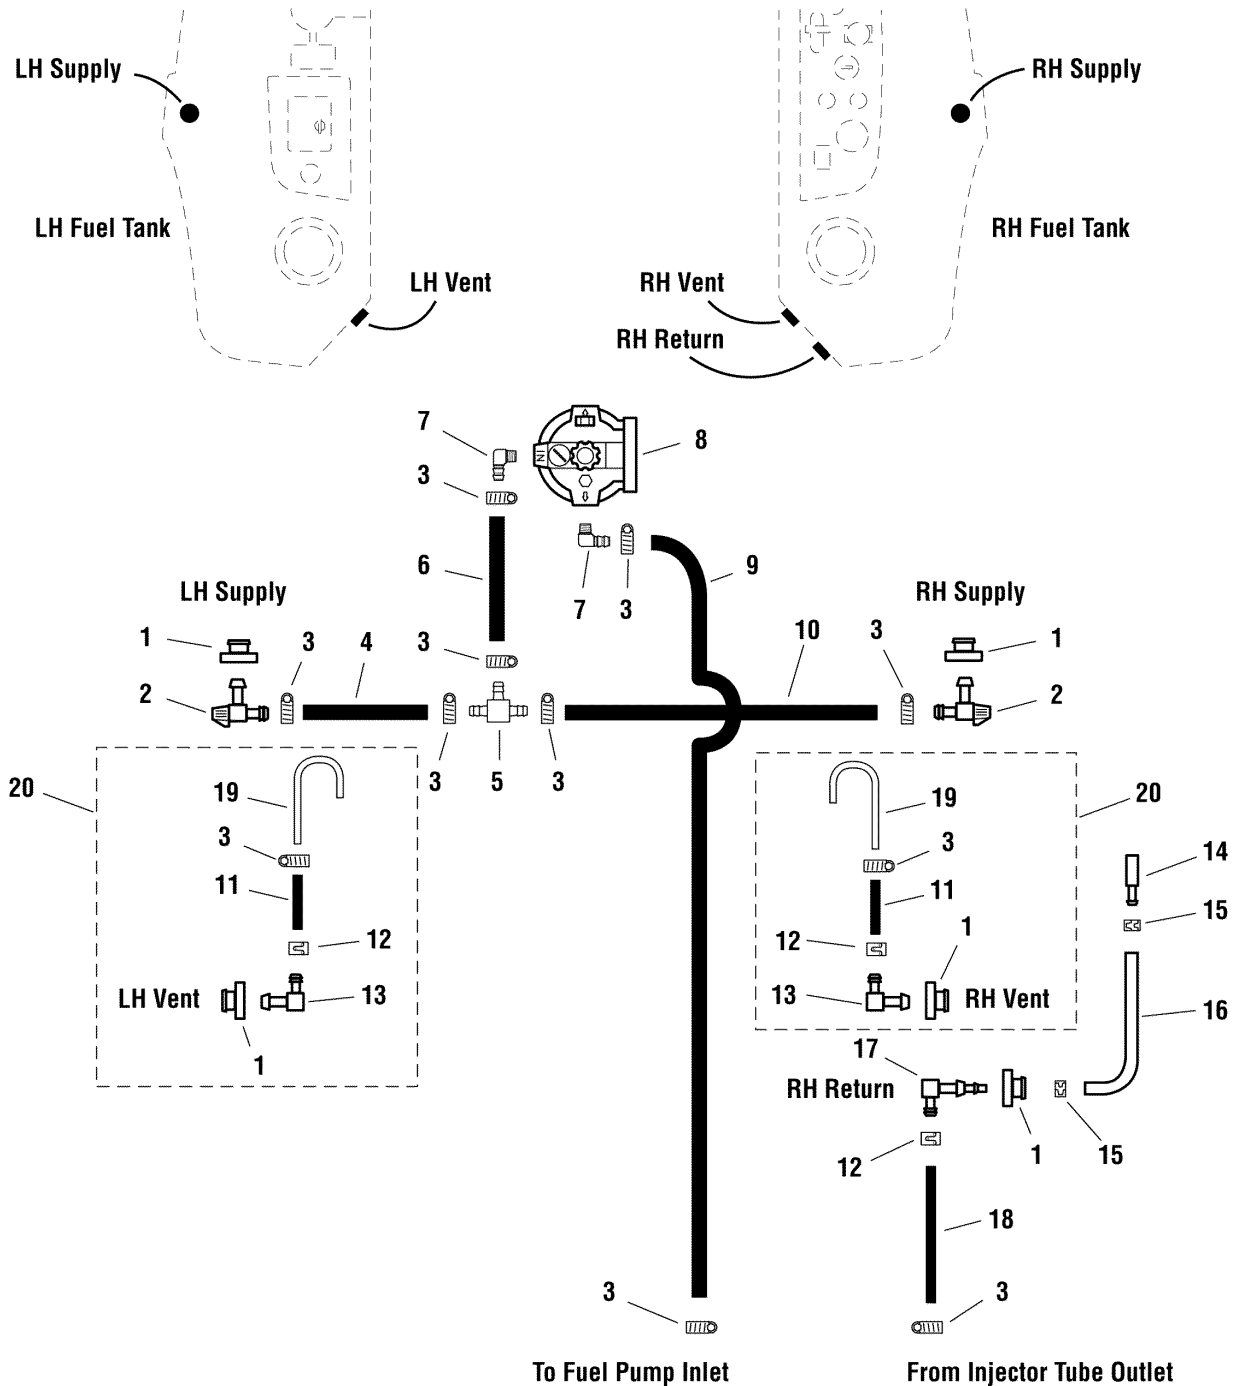 LH Supply
RH Supply
LH Fuel Tank
RH Fuel Tank
LH Vent
RH Vent
RH Return
7
8
3
IN
6
9
7
3
LH Supply
RH Supply
1
3
4
3
10
3
1
2
2
3
5
3
20
19
19
20
3
3
14
11
11
15
12
12
1
LH Vent
13
13
RH Vent
16
1
17
RH Return
12
1
15
18
3
3
To Fuel Pump Inlet
From Injector Tube Outlet